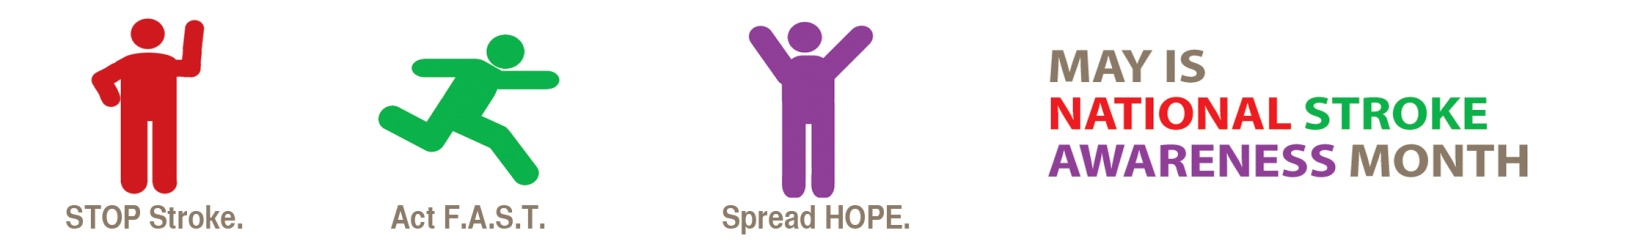 STOP Stroke.
Act F.A.S.T.
Spread HOPE.
MAY IS
NATIONAL STROKE
AWARENESS MONTH